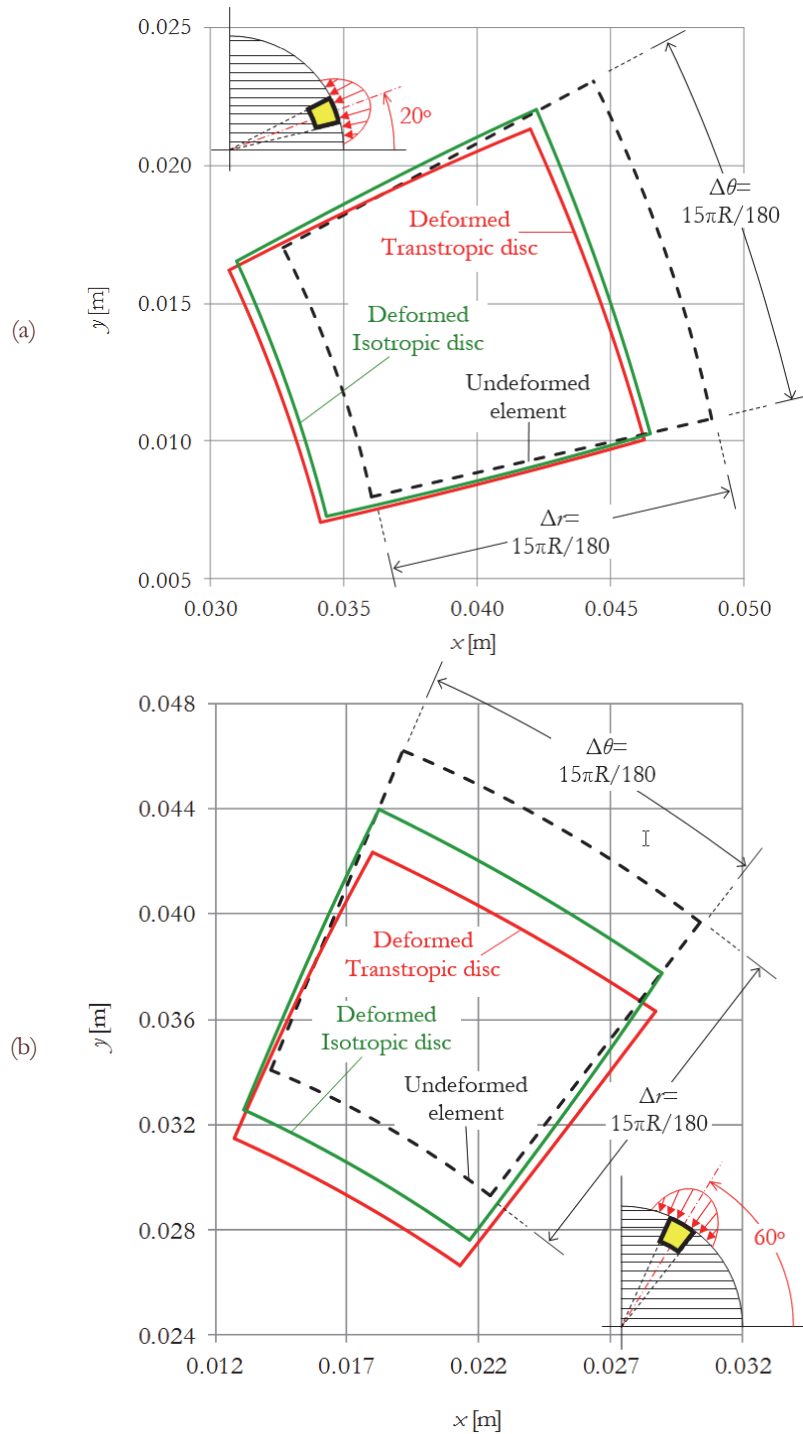 0.025
20º
Δθ=
15πR/180
0.020
Deformed
Transtropic disc
(a)
y [m]
0.015
Deformed
Isotropic disc
Undeformed
element
0.010
Δr=
15πR/180
0.005
0.030
0.035
0.040
0.045
0.050
x [m]
0.048
Δθ=
15πR/180
0.044
0.040
Deformed
Transtropic disc
(b)
y [m]
0.036
Deformed
Isotropic disc
Undeformed
element
Δr=
15πR/180
0.032
0.028
60º
0.024
0.012
0.017
0.022
0.027
0.032
x [m]